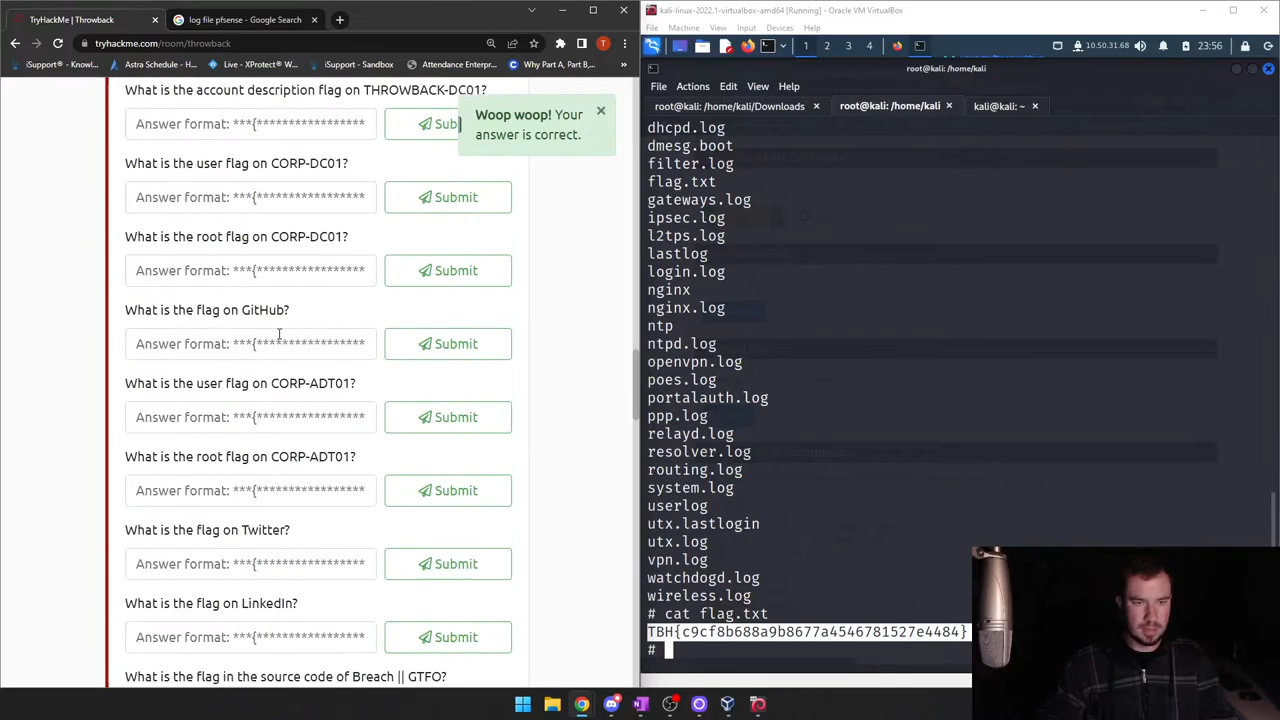 (1) TryHackMe | Throwback
log file pfsense - Google Search
tryhackme.com/room/throwback
iSupport® - Knowl...
Astra Schedule - H...
Live - XProtect® W...
iSupport - Sandbox
Attendance Enterpr...
Why Part A, Part B,...
What is the account description flag on THROWBACK-DC01?
Answer format: ***{*****************
Sub
Woop woop! Your
answer is correct.
What is the user flag on CORP-DC01?
Answer format: ***{*****************
Submit
What is the root flag on CORP-DC01?
Answer format: ***{*****************
Submit
What is the flag on GitHub?
Answer format: ***{*****************
Submit
What is the user flag on CORP-ADT01?
Answer format: ***{*****************
Submit
What is the root flag on CORP-ADT01?
Answer format: ***{*****************
Submit
What is the flag on Twitter?
Answer format: ***{*****************
Submit
What is the flag on LinkedIn?
Answer format: ***{*****************
Submit
What is the flag in the source code of Breach || GTFO?
kali-linux-2022.1-virtualbox-amd64 [Running] - Oracle VM VirtualBox
File Machine View Input Devices Help
1 2 3 4
10.50.31.68
23:56
root@kali: /home/kali
File Actions Edit View Help
root@kali: /home/kali/Downloads
root@kali: /home/kali
kali@kali: ~
dhcpd.log
dmesg.boot
filter.log
flag.txt
gateways.log
ipsec.log
l2tps.log
lastlog
login.log
nginx
nginx.log
ntp
ntpd.log
openvpn.log
poes.log
portalauth.log
ppp.log
relayd.log
resolver.log
routing.log
system.log
userlog
utx.lastlogin
utx.log
vpn.log
watchdogd.log
wireless.log
# cat flag.txt
TBH{c9cf8b688a9b8677a4546781527e4484}
#